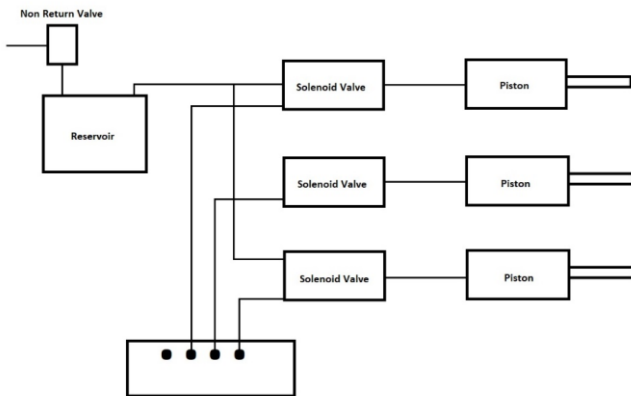 Non Return Valve
Solenoid Valve
Piston
Reservoir
Solenoid Valve
Piston
Solenoid Valve
Piston